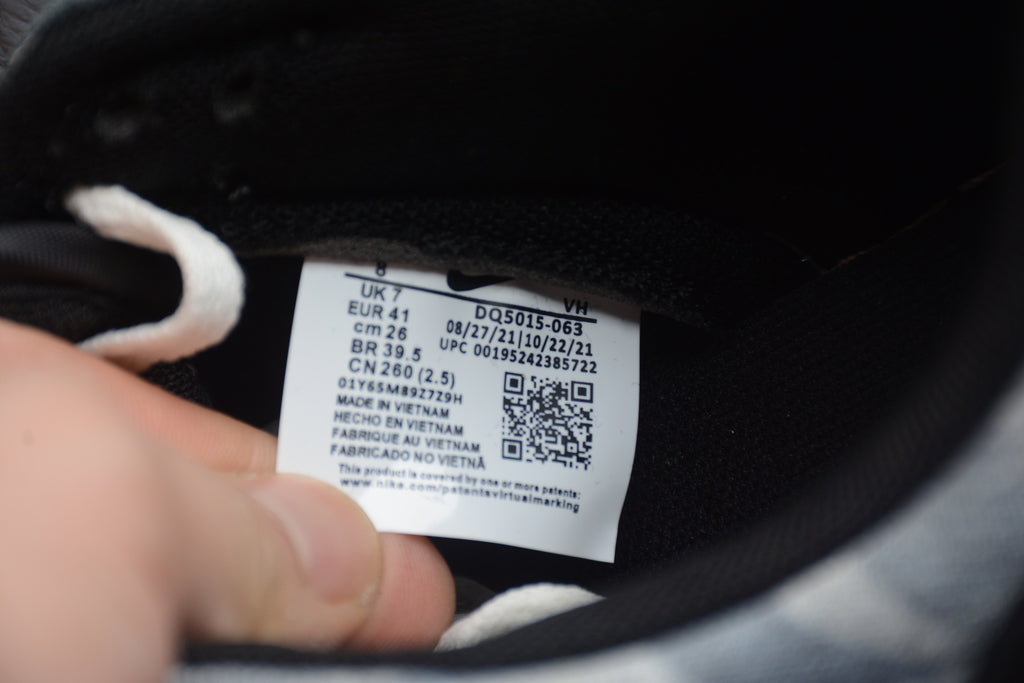 8
UK 7
EUR 41
cm 26
BR 39.5
CN 260 (2.5)
01Y65M89Z7Z9H
MADE IN VIETNAM
HECHO EN VIETNAM
FABRIQUE AU VIETNAM
FABRICADO NO VIETNÃ
VH
DQ5015-063
08/27/21|10/22/21
UPC 00195242385722
This product is covered by one or more patents:
www.nike.com/patentsvirtualmarking